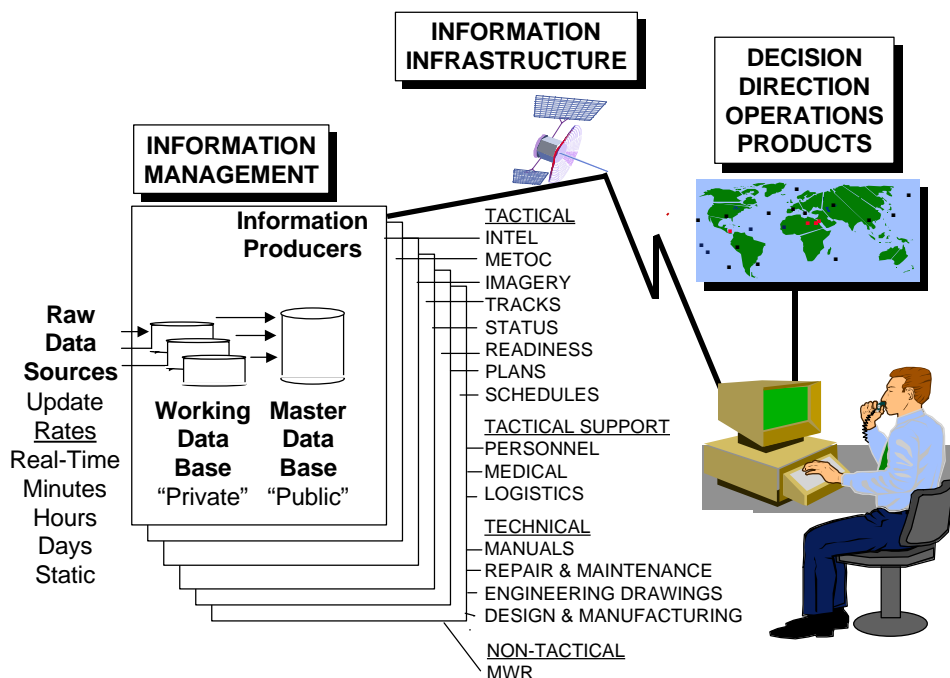 INFORMATION
INFRASTRUCTURE
DECISION
DIRECTION
OPERATIONS
PRODUCTS
INFORMATION
MANAGEMENT
Information
Producers
Raw
Data
Sources
Update
Rates
Real-Time
Minutes
Hours
Days
Static
Working
Data
Base
“Private”
Master
Data
Base
“Public”
TACTICAL
INTEL
METOC
IMAGERY
TRACKS
STATUS
READINESS
PLANS
SCHEDULES
TACTICAL SUPPORT
PERSONNEL
MEDICAL
LOGISTICS
TECHNICAL
MANUALS
REPAIR & MAINTENANCE
ENGINEERING DRAWINGS
DESIGN & MANUFACTURING
NON-TACTICAL
MWR